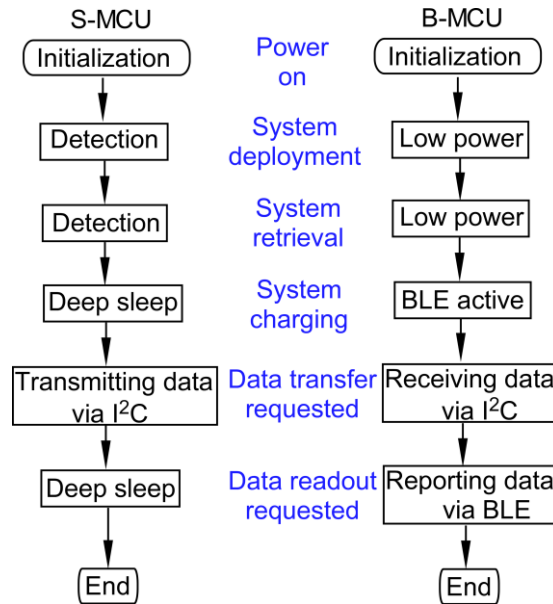 S-MCU
B-MCU
Initialization
Power
on
Initialization
Detection
System
deployment
Low power
Detection
System
retrieval
Low power
Deep sleep
System
charging
BLE active
Transmitting data
via I²C
Data transfer
requested
Receiving data
via I²C
Deep sleep
Data readout
requested
Reporting data
via BLE
End
End